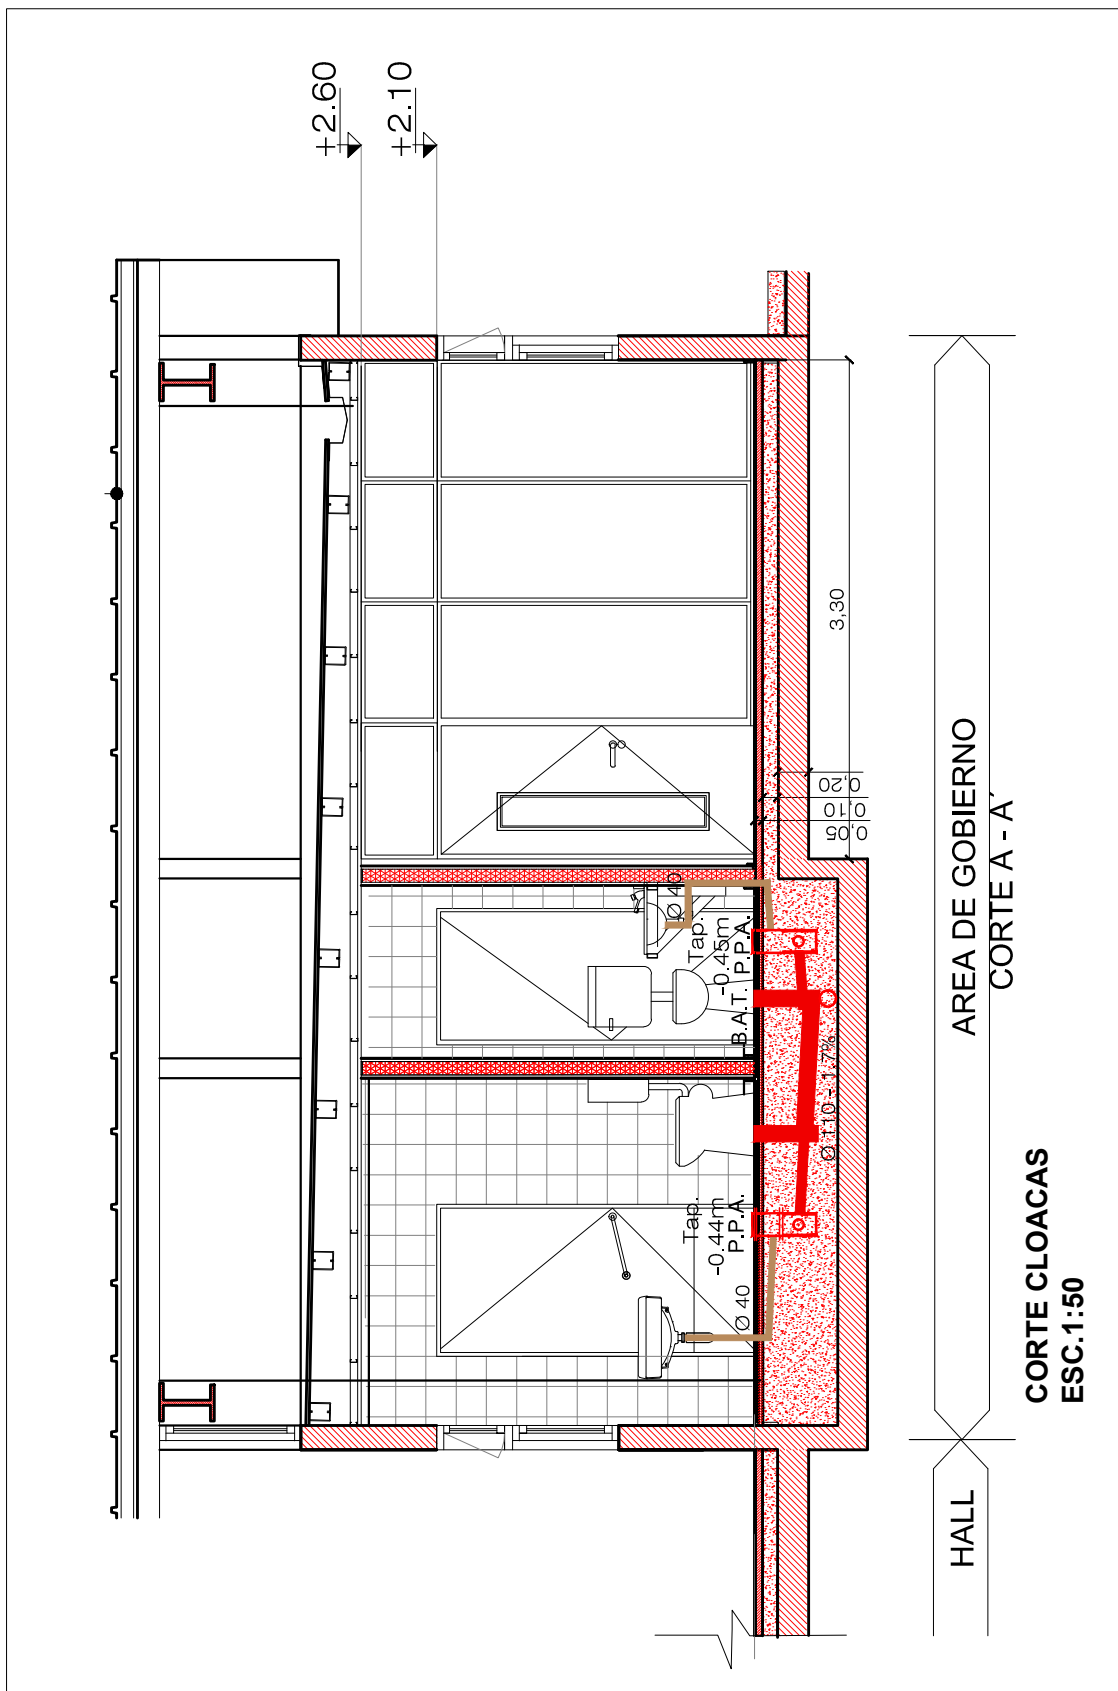 +2.60
+2.10
Ø 40
Tap.
-0.45m
P.P.A.
B.A.T.
Ø 110 - 1.7%
Tap.
-0.44m
P.P.A.
Ø 40
3,30
0,20
0,10
0,05
HALL
AREA DE GOBIERNO
CORTE A - A´
CORTE CLOACAS
ESC.1:50